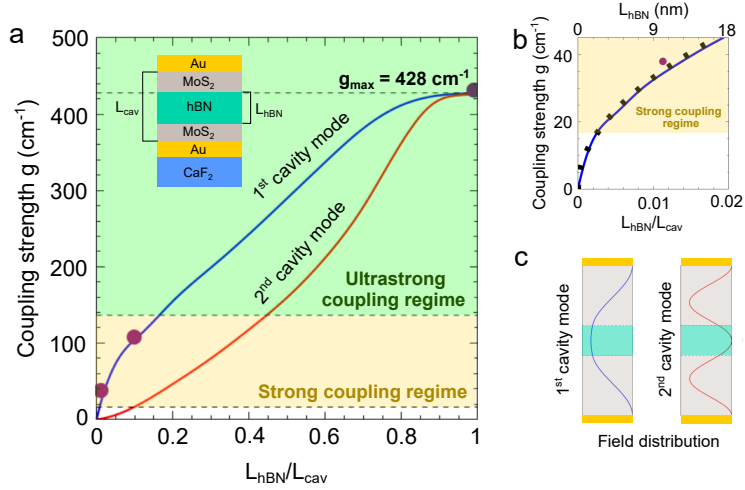 a
Coupling strength g (cm⁻¹)
500
400
300
200
100
0
0
0.2
0.4
0.6
0.8
1
L_hBN/L_cav
Au
MoS₂
hBN
MoS₂
Au
CaF₂
L_cav
L_hBN
g_max = 428 cm⁻¹
1st cavity mode
2nd cavity mode
Ultrastrong
coupling regime
Strong coupling regime
b
L_hBN (nm)
0
9
18
Coupling strength g (cm⁻¹)
40
20
0
Strong coupling
regime
0
0.01
0.02
L_hBN/L_cav
c
1st cavity mode
2nd cavity mode
Field distribution